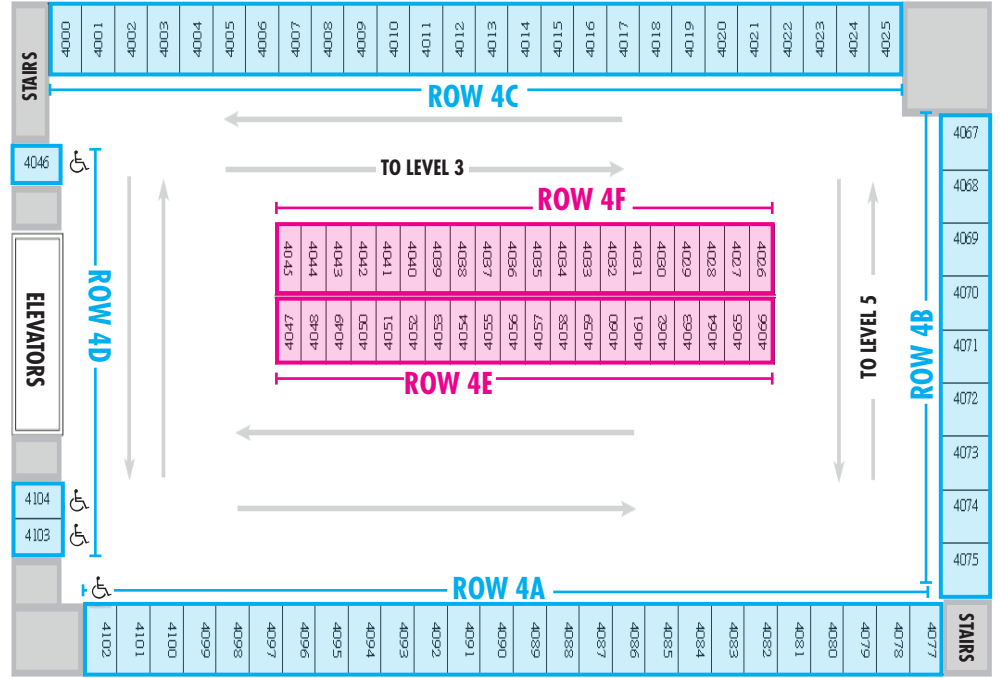 4000 4001 4002 4003 4004 4005 4006 4007 4008 4009 4010 4011 4012 4013 4014 4015 4016 4017 4018 4019 4020 4021 4022 4023 4024 4025
STAIRS
ROW 4C
4046
TO LEVEL 3
ROW 4F
4045 4044 4043 4042 4041 4040 4039 4038 4037 4036 4035 4034 4033 4032 4031 4030 4029 4028 4027 4026
4047 4048 4049 4050 4051 4052 4053 4054 4055 4056 4057 4058 4059 4060 4061 4062 4063 4064 4065 4066
ROW 4E
ELEVATORS
ROW 4D
TO LEVEL 5
ROW 4B
4067
4068
4069
4070
4071
4072
4073
4074
4075
4104
4103
ROW 4A
4102 4101 4100 4099 4098 4097 4096 4095 4094 4093 4092 4091 4090 4089 4088 4087 4086 4085 4084 4083 4082 4081 4080 4079 4078 4077
STAIRS